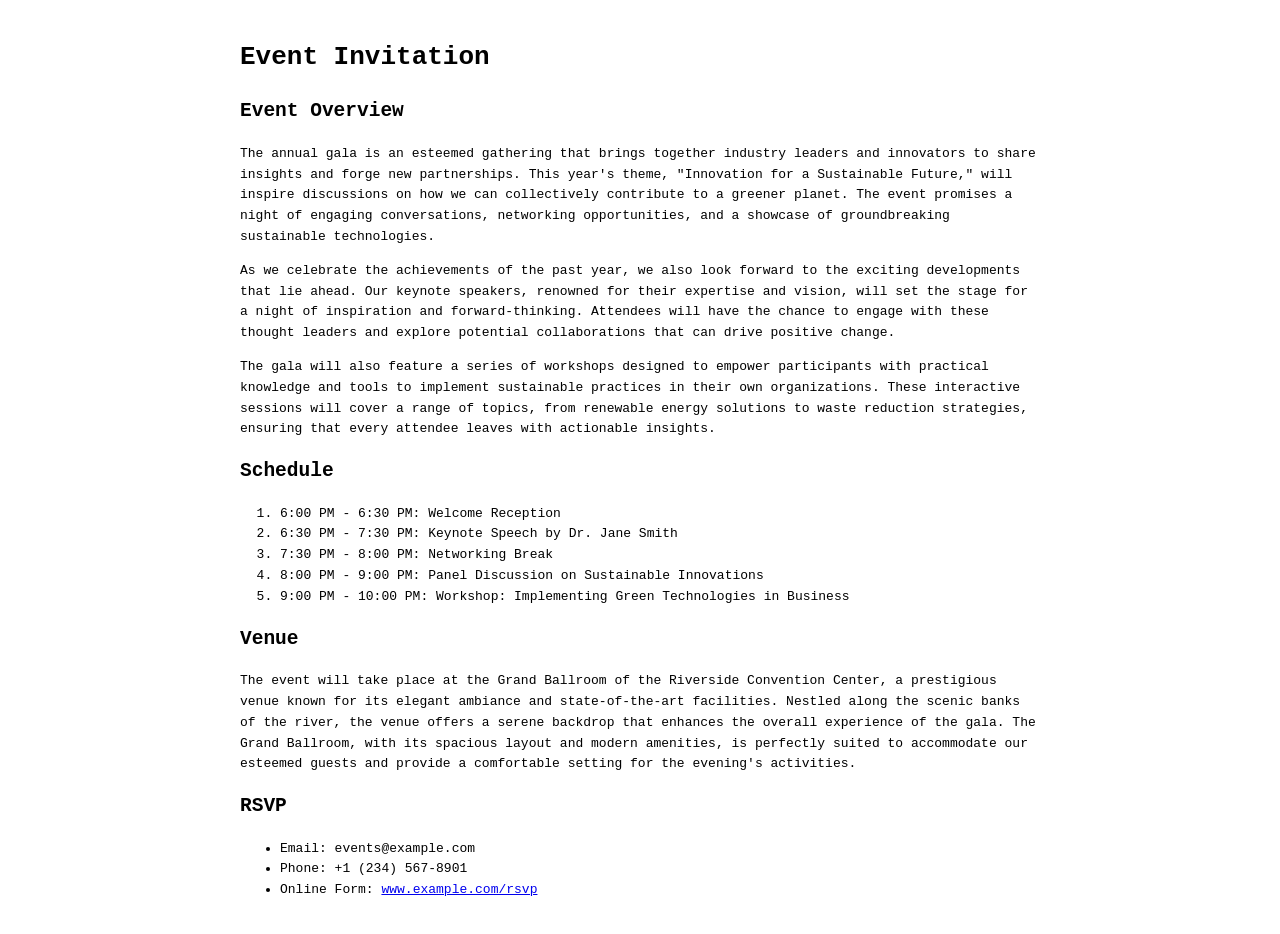 Event Invitation
Event Overview
The annual gala is an esteemed gathering that brings together industry leaders and innovators to share
insights and forge new partnerships. This year's theme, "Innovation for a Sustainable Future," will
inspire discussions on how we can collectively contribute to a greener planet. The event promises a
night of engaging conversations, networking opportunities, and a showcase of groundbreaking
sustainable technologies.
As we celebrate the achievements of the past year, we also look forward to the exciting developments
that lie ahead. Our keynote speakers, renowned for their expertise and vision, will set the stage for
a night of inspiration and forward-thinking. Attendees will have the chance to engage with these
thought leaders and explore potential collaborations that can drive positive change.
The gala will also feature a series of workshops designed to empower participants with practical
knowledge and tools to implement sustainable practices in their own organizations. These interactive
sessions will cover a range of topics, from renewable energy solutions to waste reduction strategies,
ensuring that every attendee leaves with actionable insights.
Schedule
1. 6:00 PM - 6:30 PM: Welcome Reception
2. 6:30 PM - 7:30 PM: Keynote Speech by Dr. Jane Smith
3. 7:30 PM - 8:00 PM: Networking Break
4. 8:00 PM - 9:00 PM: Panel Discussion on Sustainable Innovations
5. 9:00 PM - 10:00 PM: Workshop: Implementing Green Technologies in Business
Venue
The event will take place at the Grand Ballroom of the Riverside Convention Center, a prestigious
venue known for its elegant ambiance and state-of-the-art facilities. Nestled along the scenic banks
of the river, the venue offers a serene backdrop that enhances the overall experience of the gala. The
Grand Ballroom, with its spacious layout and modern amenities, is perfectly suited to accommodate our
esteemed guests and provide a comfortable setting for the evening's activities.
RSVP
• Email: events@example.com
• Phone: +1 (234) 567-8901
• Online Form: www.example.com/rsvp